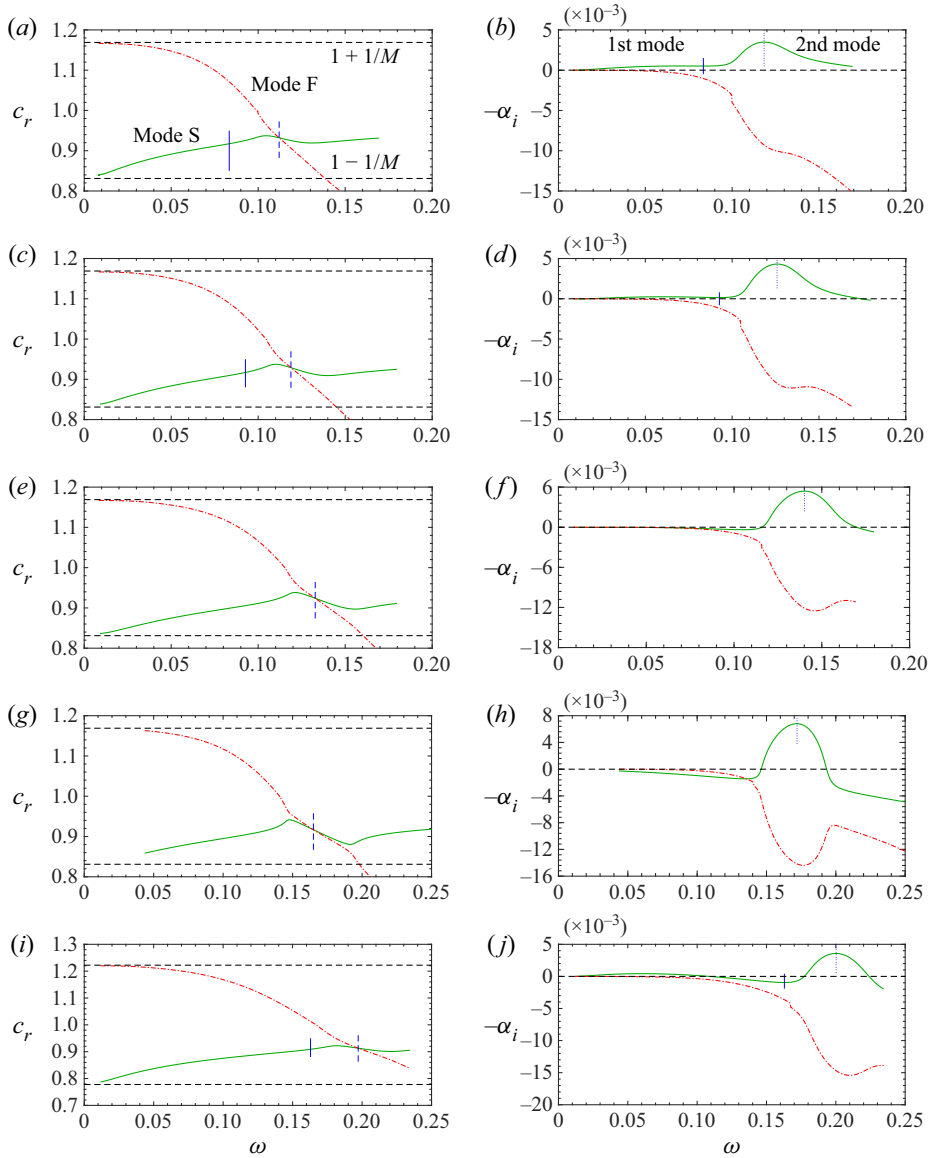 (a)
1.2
1.1
1.0
0.9
0.8
c_r
1 + 1/M
Mode F
Mode S
1 − 1/M
0 0.05 0.10 0.15 0.20
(b)
(×10⁻³)
5
0
−5
−10
−15
−α_i
1st mode
2nd mode
0 0.05 0.10 0.15 0.20
(c)
1.2
1.1
1.0
0.9
0.8
c_r
0 0.05 0.10 0.15 0.20
(d)
(×10⁻³)
5
0
−5
−10
−15
−α_i
0 0.05 0.10 0.15 0.20
(e)
1.2
1.1
1.0
0.9
0.8
c_r
0 0.05 0.10 0.15 0.20
(f)
(×10⁻³)
6
0
−6
−12
−18
−α_i
0 0.05 0.10 0.15 0.20
(g)
1.2
1.1
1.0
0.9
0.8
c_r
0 0.05 0.10 0.15 0.20 0.25
(h)
(×10⁻³)
8
4
0
−4
−8
−12
−16
−α_i
0 0.05 0.10 0.15 0.20 0.25
(i)
1.3
1.2
1.1
1.0
0.9
0.8
0.7
c_r
0 0.05 0.10 0.15 0.20 0.25
ω
(j)
(×10⁻³)
5
0
−5
−10
−15
−20
−α_i
0 0.05 0.10 0.15 0.20 0.25
ω